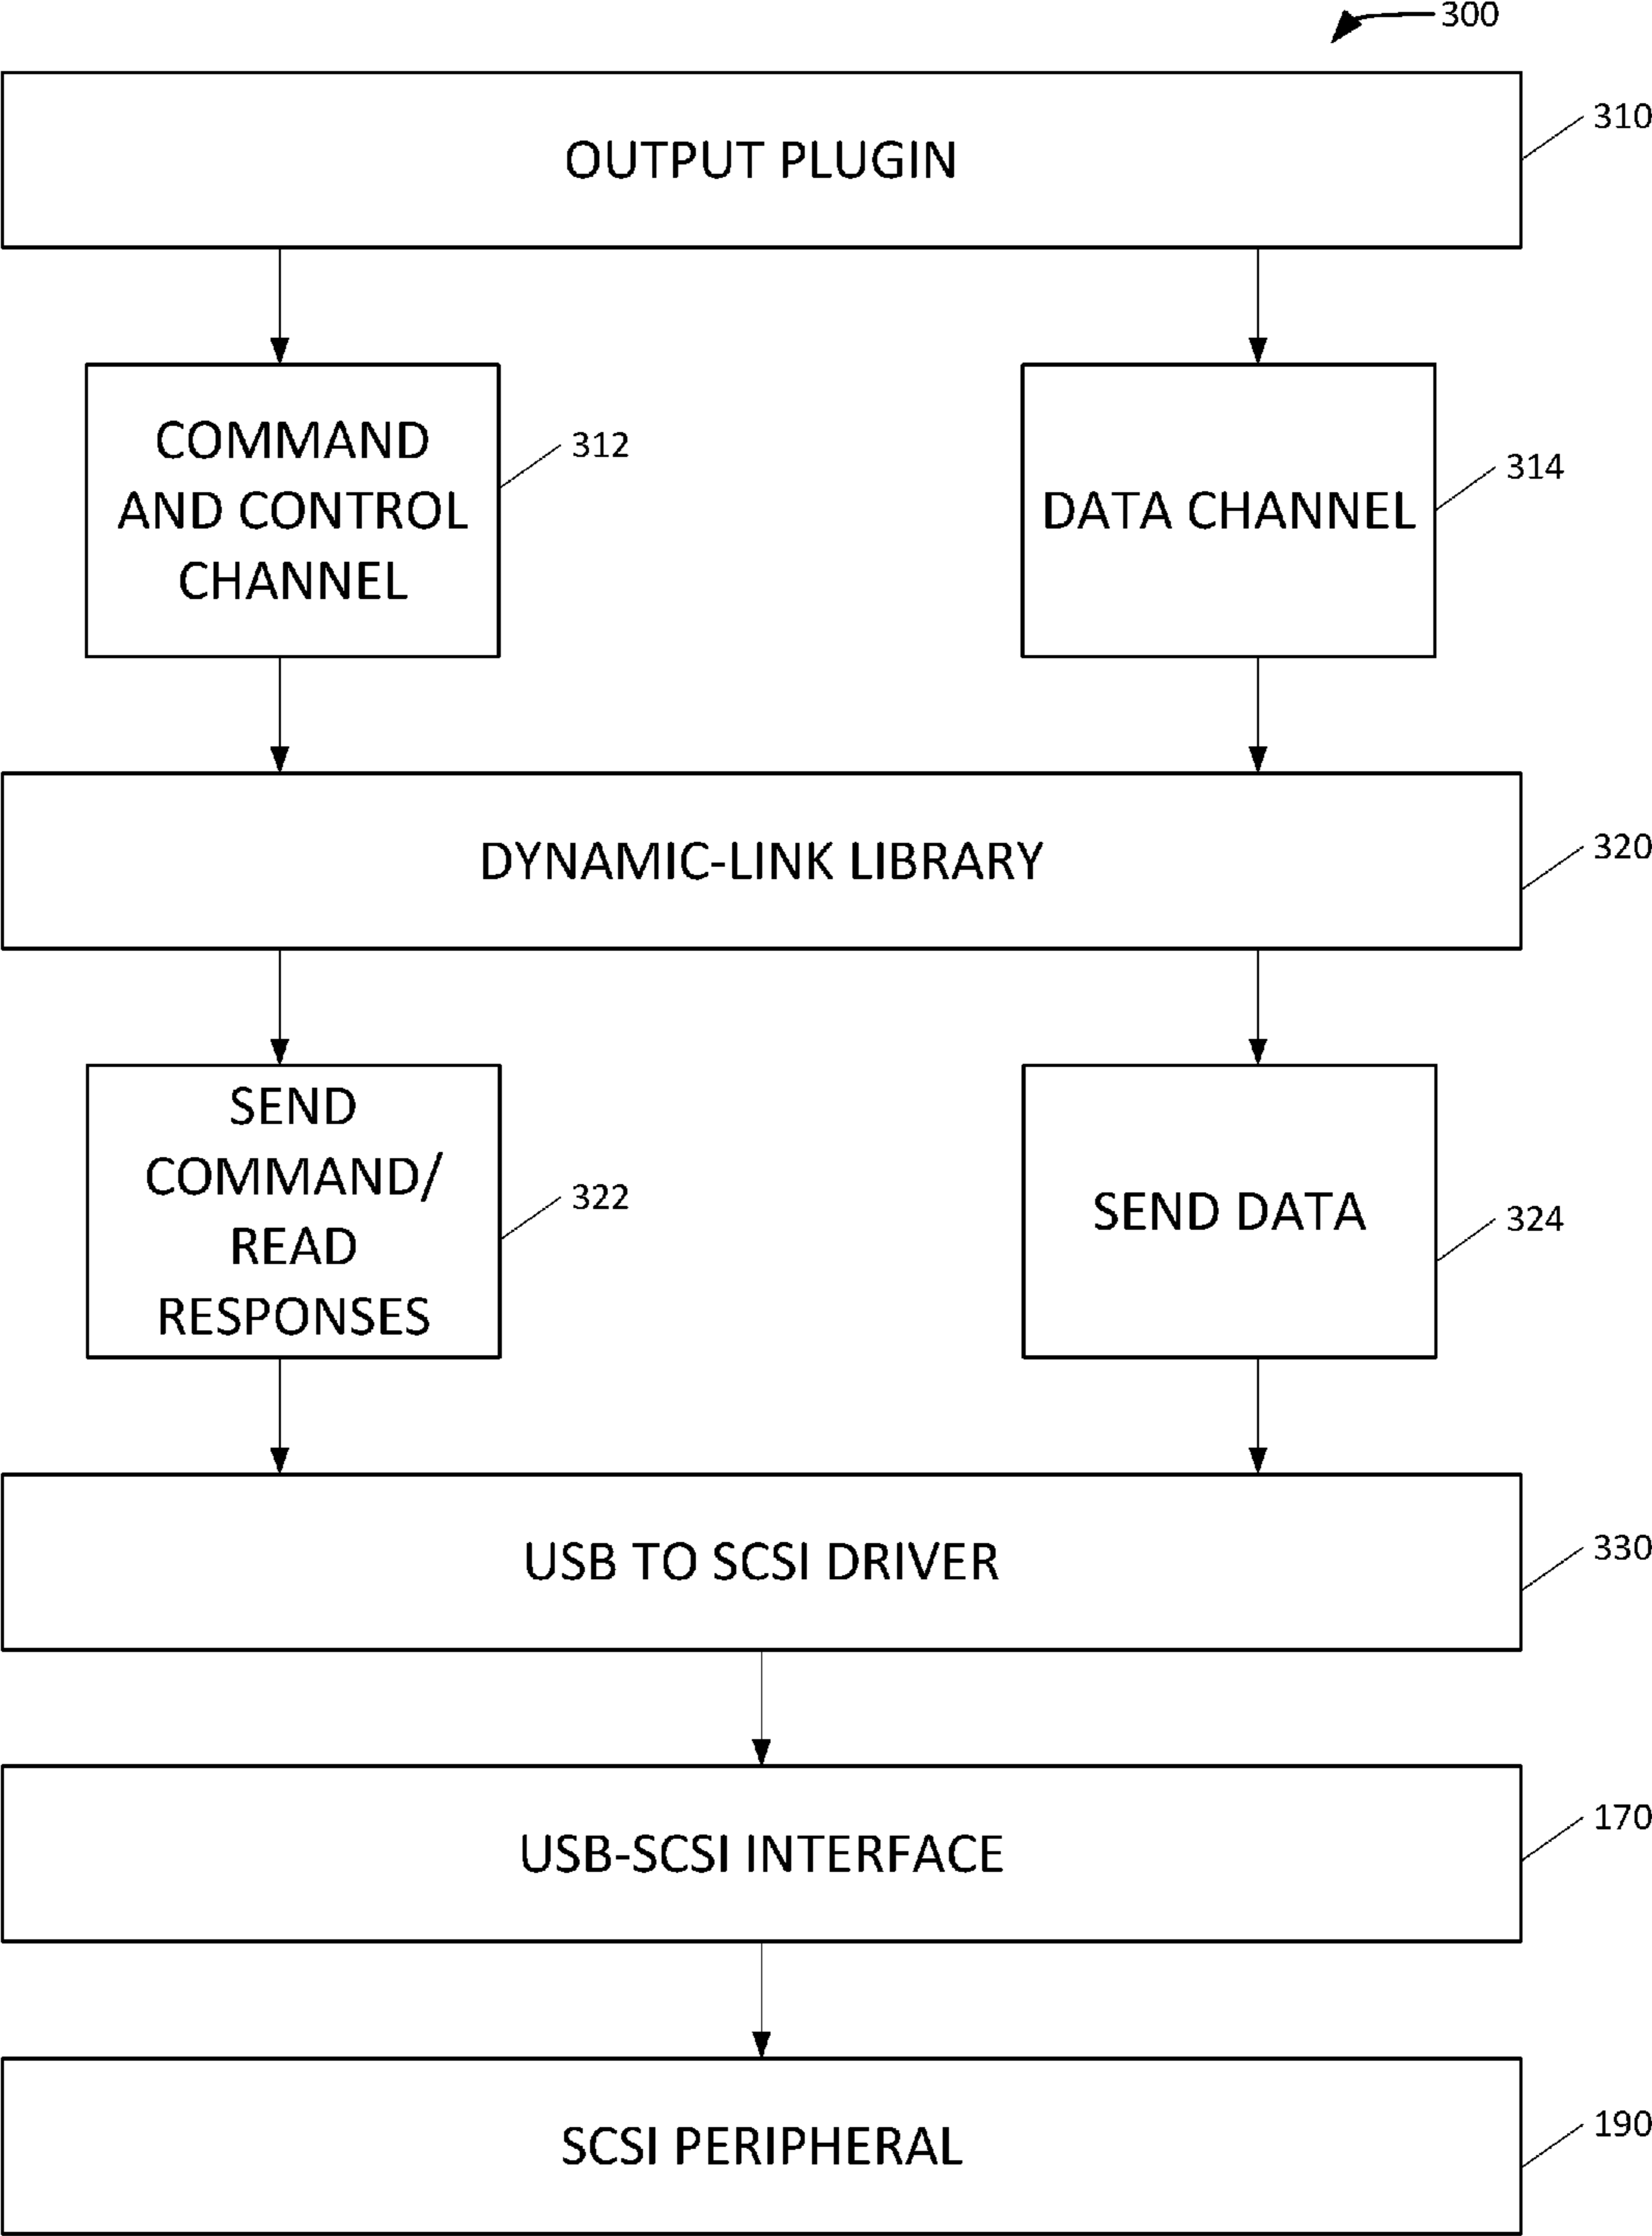 300
OUTPUT PLUGIN
310
COMMAND
AND CONTROL
CHANNEL
312
DATA CHANNEL
314
DYNAMIC-LINK LIBRARY
320
SEND
COMMAND/
READ
RESPONSES
322
SEND DATA
324
USB TO SCSI DRIVER
330
USB-SCSI INTERFACE
170
SCSI PERIPHERAL
190